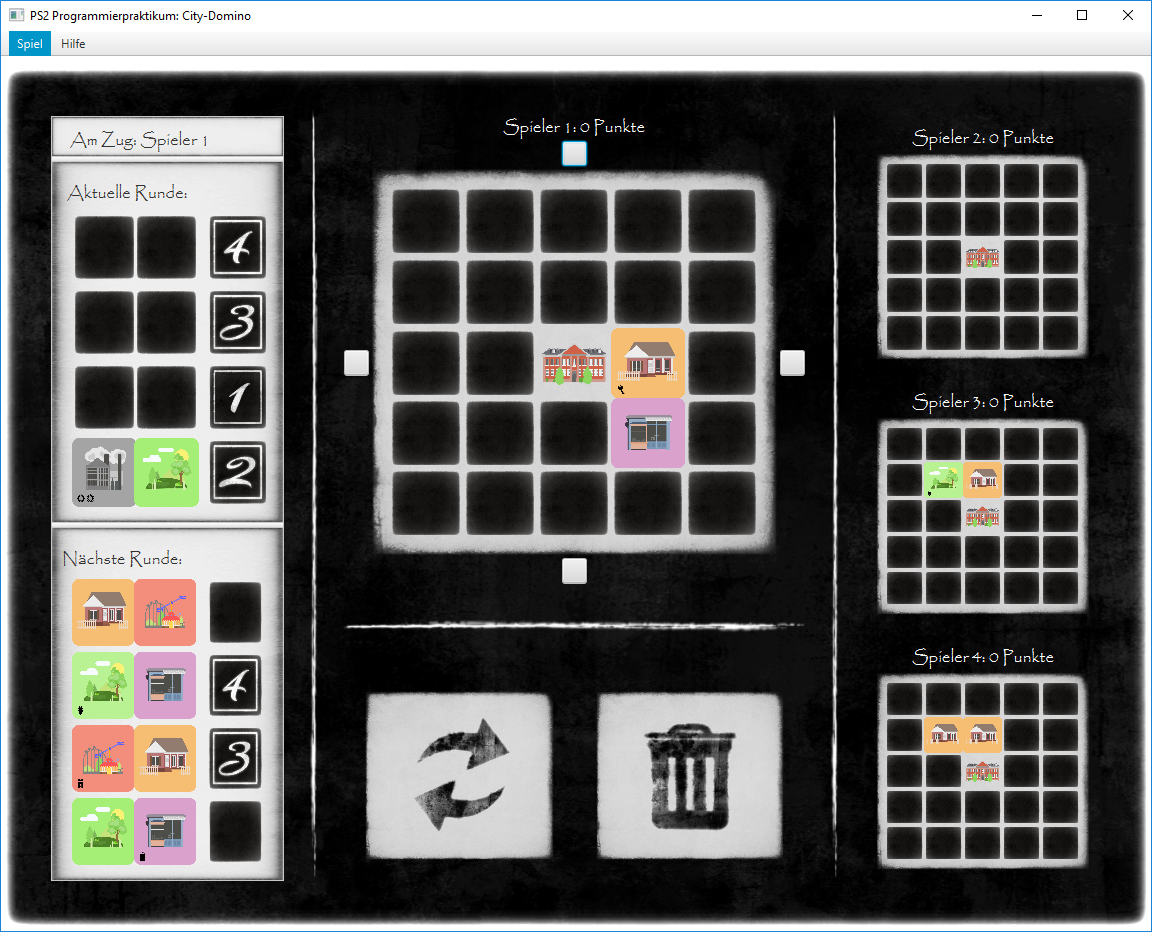 PS2 Programmierpraktikum: City-Domino
Spiel Hilfe
Am Zug: Spieler 1
Aktuelle Runde:
4
3
1
2
Nächste Runde:
4
3
Spieler 1: 0 Punkte
Spieler 2: 0 Punkte
Spieler 3: 0 Punkte
Spieler 4: 0 Punkte